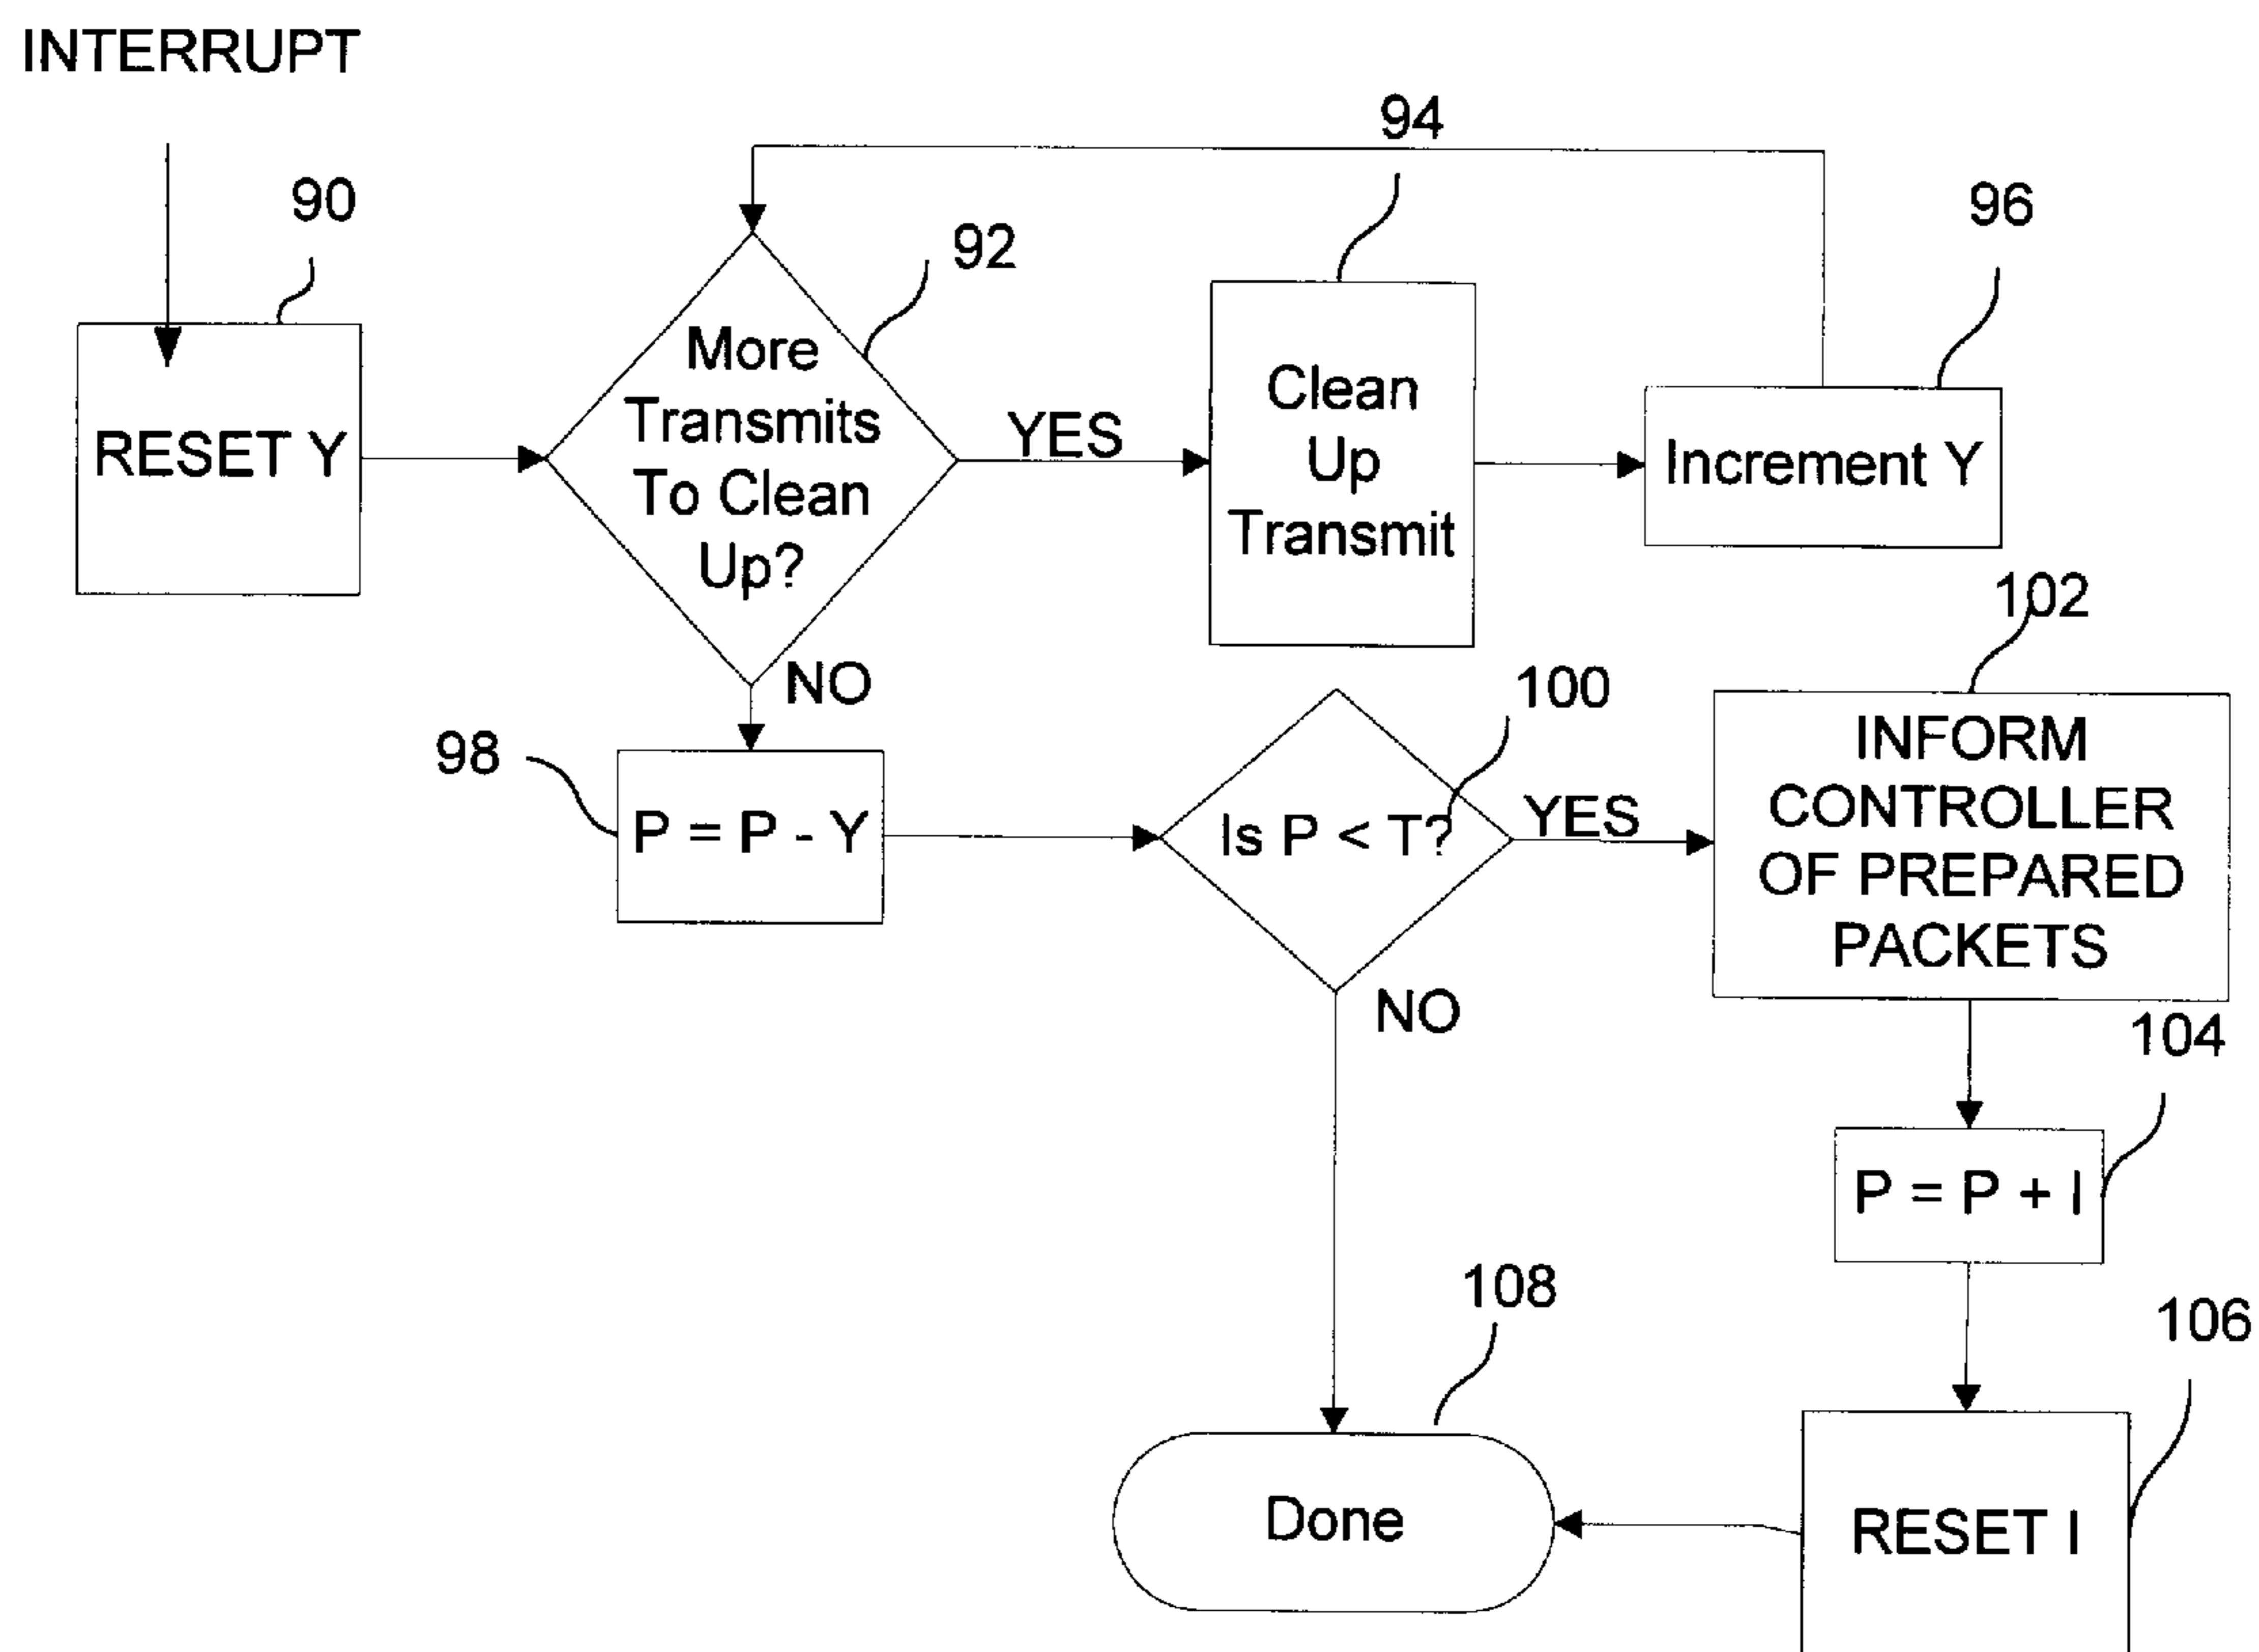 INTERRUPT
90
RESET Y
92
More
Transmits
To Clean
Up?
YES
94
Clean
Up
Transmit
96
Increment Y
NO
98
P = P - Y
100
Is P < T?
YES
102
INFORM
CONTROLLER
OF PREPARED
PACKETS
NO
104
P = P + I
106
RESET I
108
Done